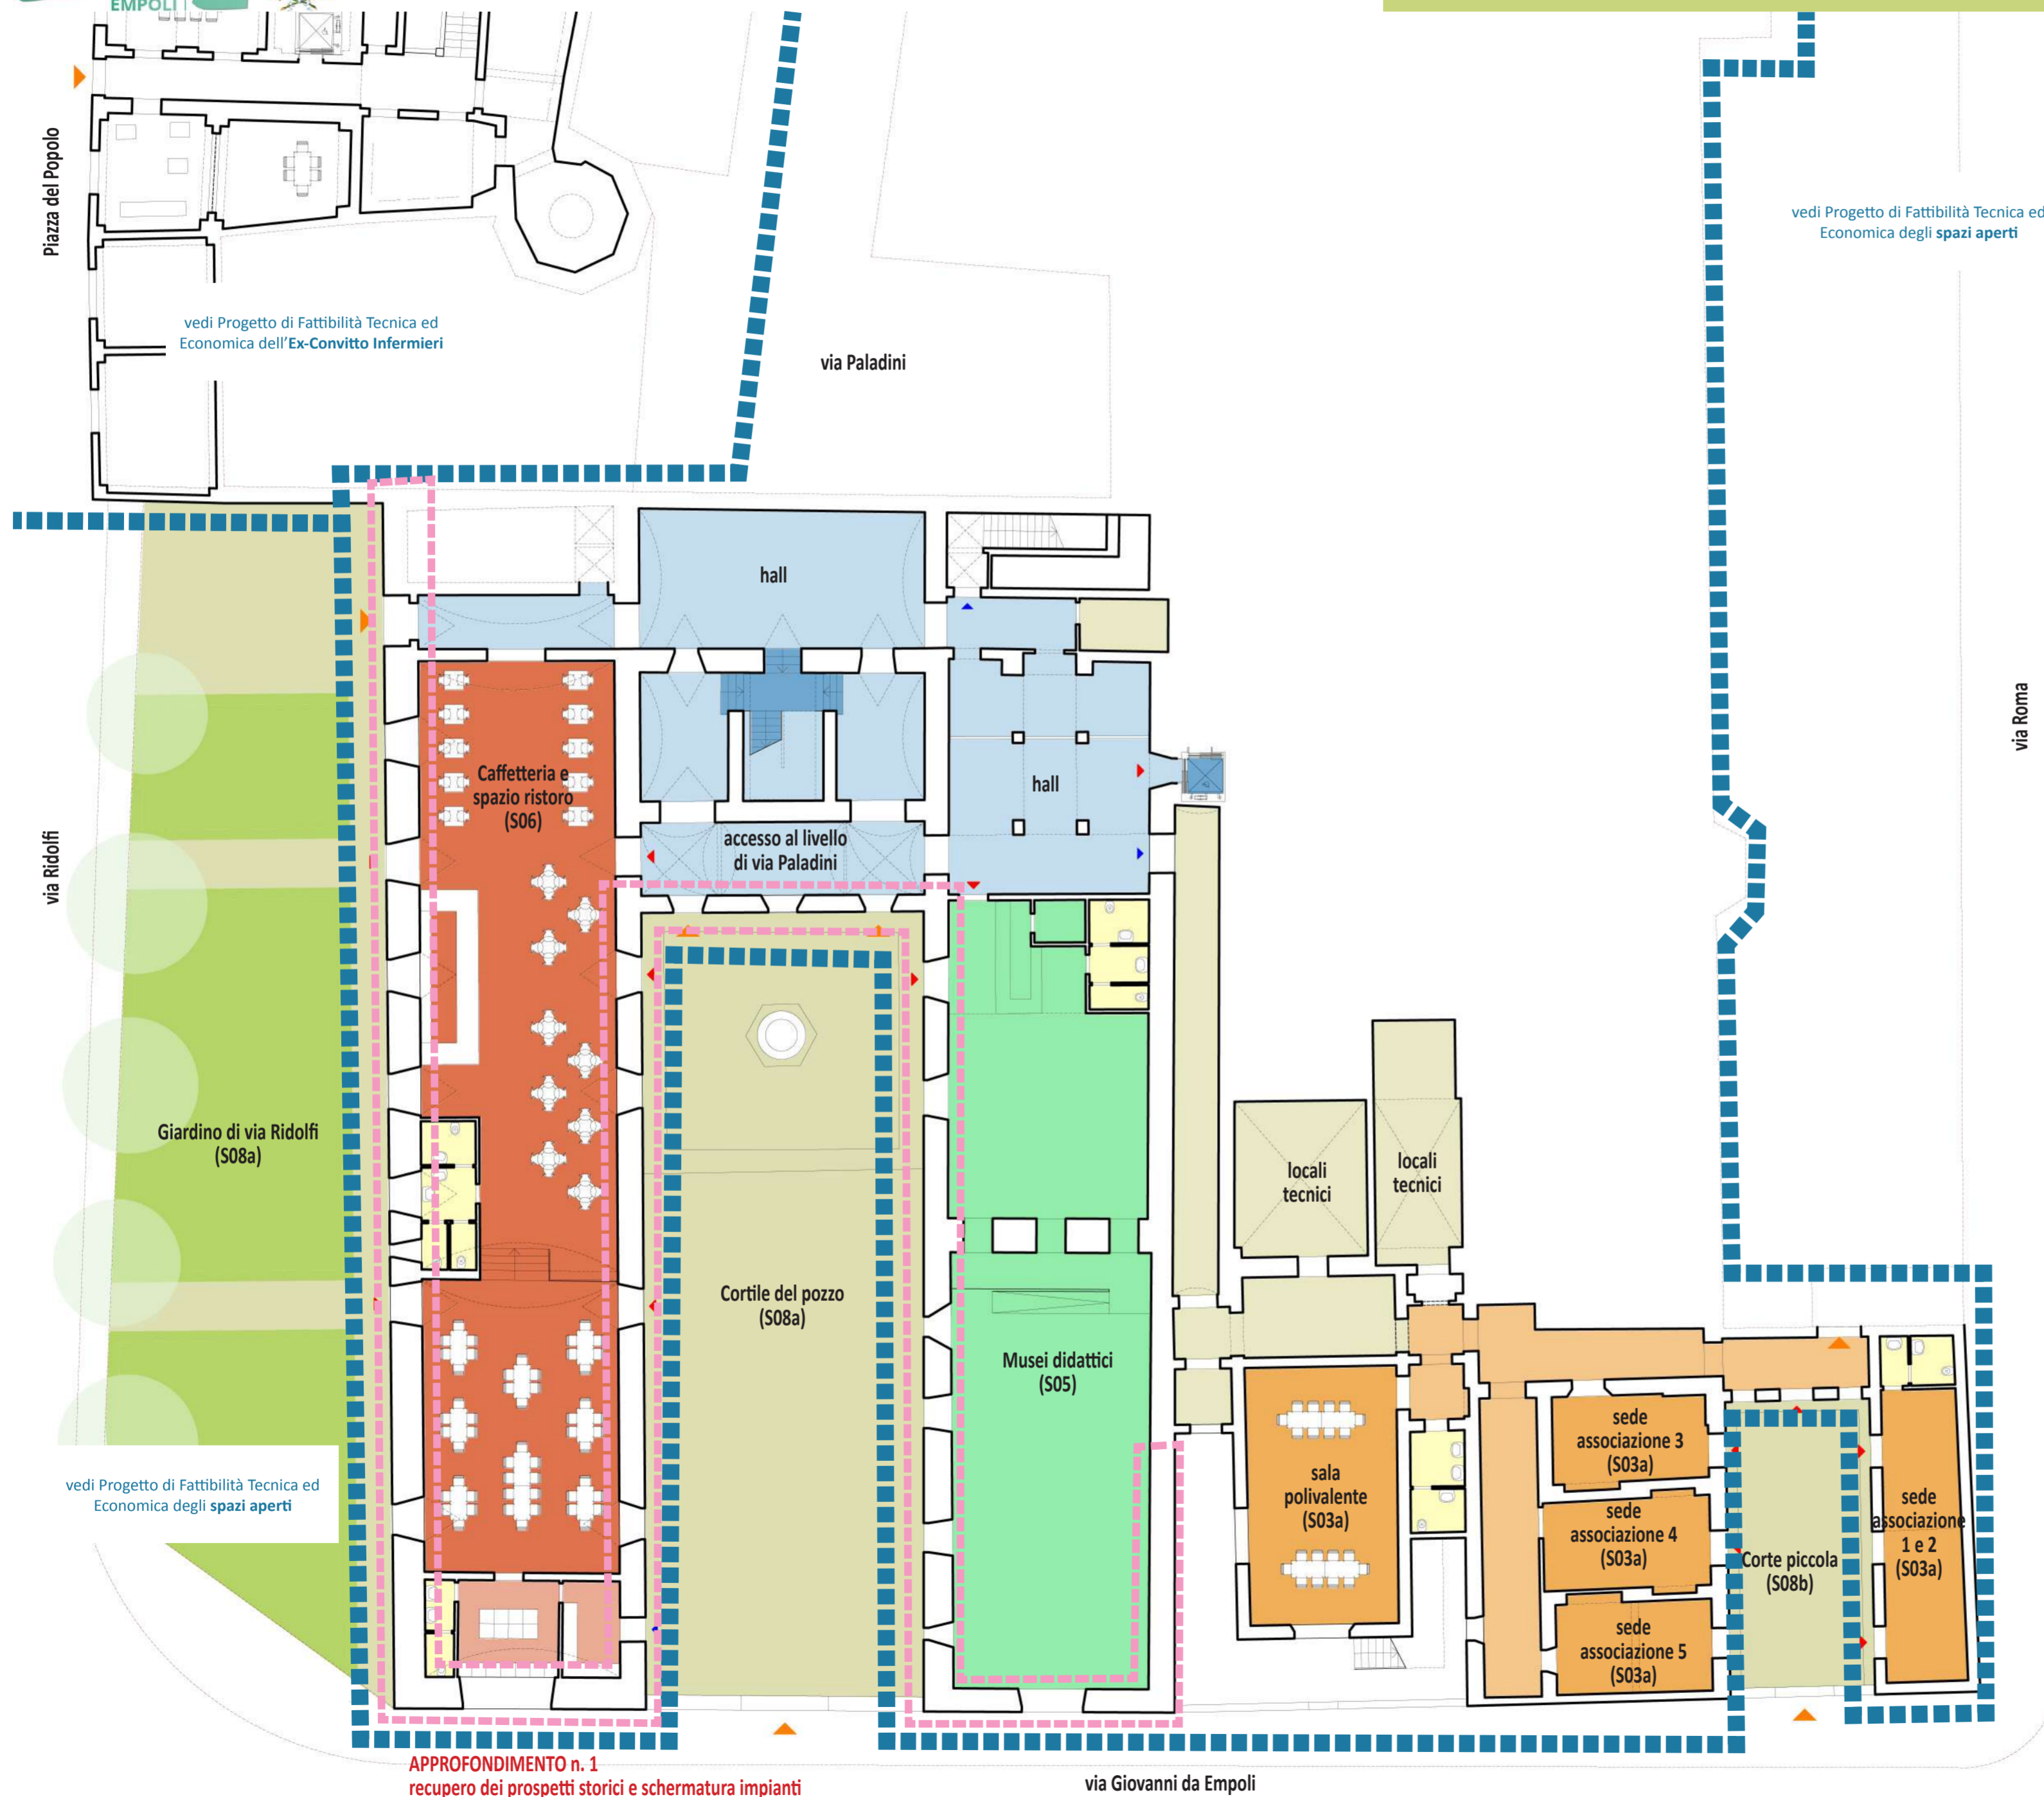 EMPOLI
Piazza del Popolo
vedi Progetto di Fattibilità Tecnica ed
Economica degli spazi aperti
vedi Progetto di Fattibilità Tecnica ed
Economica dell'Ex-Convitto Infermieri
via Paladini
hall
via Roma
Caffetteria e
spazio ristoro
(S06)
hall
accesso al livello
di via Paladini
via Ridolfi
Giardino di via Ridolfi
(S08a)
locali
tecnici
locali
tecnici
Cortile del pozzo
(S08a)
Musei didattici
(S05)
sede
associazione 3
(S03a)
sala
polivalente
(S03a)
vedi Progetto di Fattibilità Tecnica ed
Economica degli spazi aperti
sede
associazione 4
(S03a)
sede
associazione
1 e 2
(S03a)
Corte piccola
(S08b)
sede
associazione 5
(S03a)
APPROFONDIMENTO n. 1
recupero dei prospetti storici e schermatura impianti
via Giovanni da Empoli